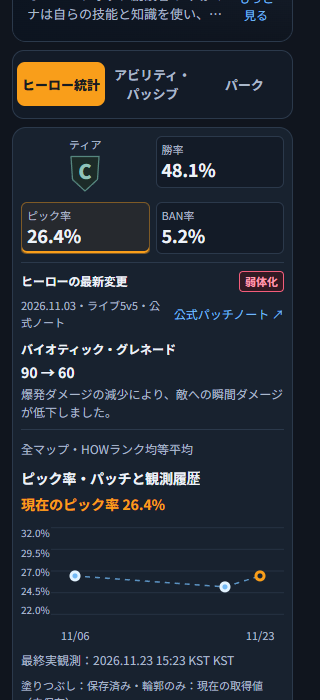 ナは自らの技能と知識を使い、…
見る
ヒーロー統計
アビリティ・
パッシブ
パーク
ティア
C
勝率
48.1%
ピック率
26.4%
BAN率
5.2%
ヒーローの最新変更
弱体化
2026.11.03・ライブ5v5・公
式ノート
公式パッチノート ↗
バイオティック・グレネード
90 → 60
爆発ダメージの減少により、敵への瞬間ダメージ
が低下しました。
全マップ・HOWランク均等平均
ピック率・パッチと観測履歴
現在のピック率 26.4%
32.0%
29.5%
27.0%
24.5%
22.0%
11/06
11/23
最終実観測：2026.11.23 15:23 KST KST
塗りつぶし：保存済み・輪郭のみ：現在の取得値